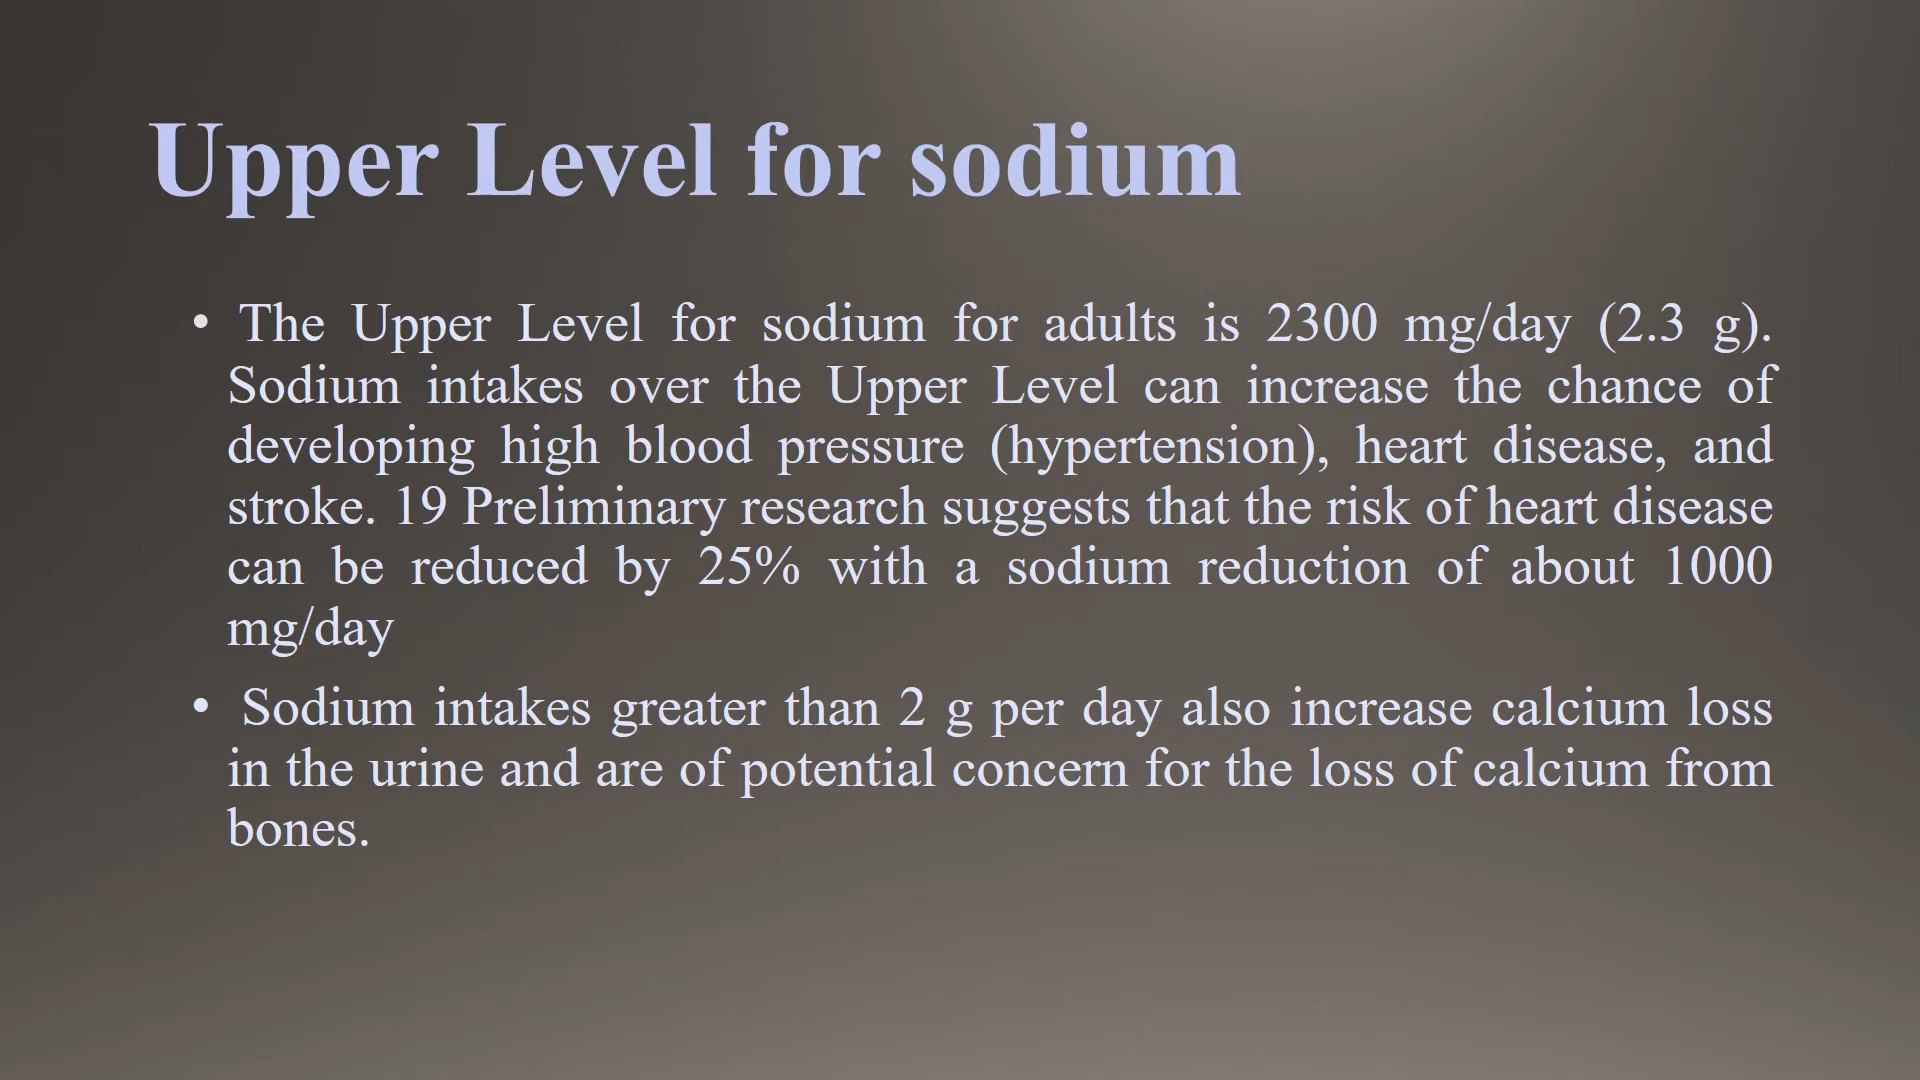 Upper Level for sodium
• The Upper Level for sodium for adults is 2300 mg/day (2.3 g).
Sodium intakes over the Upper Level can increase the chance of
developing high blood pressure (hypertension), heart disease, and
stroke. 19 Preliminary research suggests that the risk of heart disease
can be reduced by 25% with a sodium reduction of about 1000
mg/day
• Sodium intakes greater than 2 g per day also increase calcium loss
in the urine and are of potential concern for the loss of calcium from
bones.